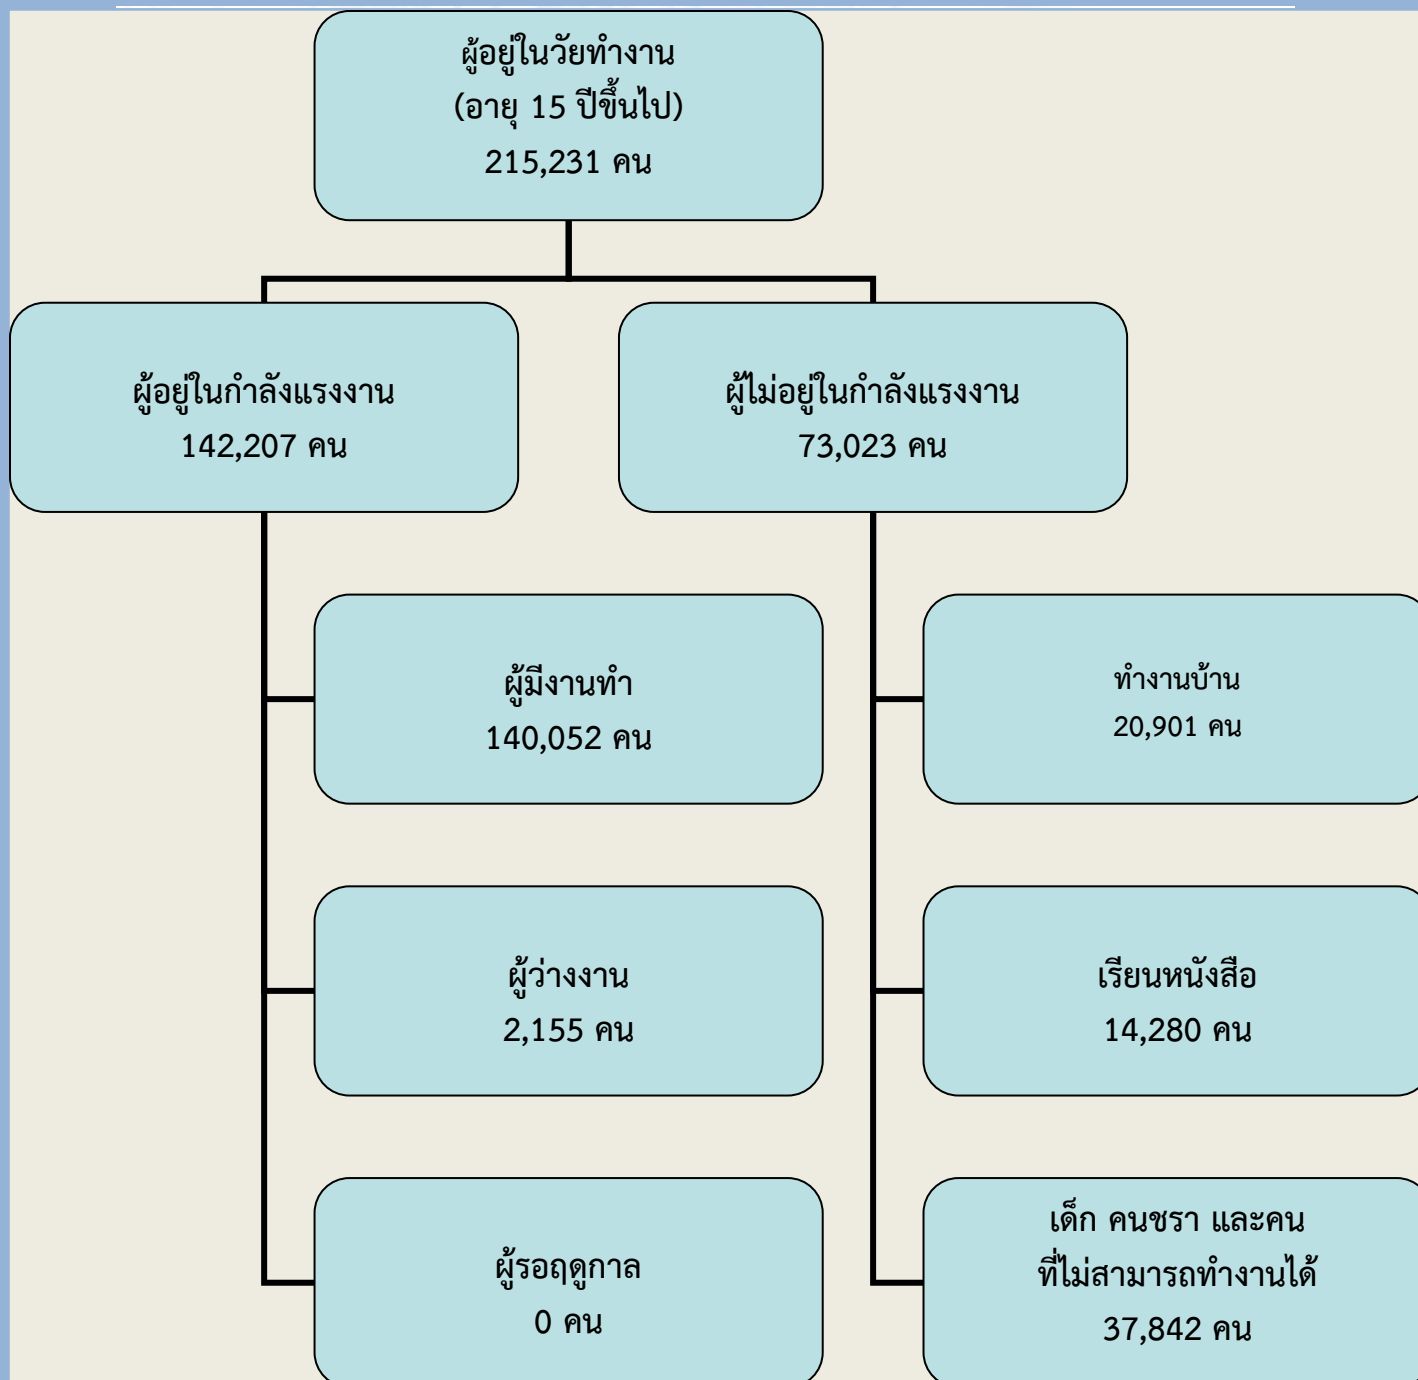 ผู้อยู่ในวัยทำงาน
(อายุ 15 ปีขึ้นไป)
215,231 คน
ผู้อยู่ในกำลังแรงงาน
142,207 คน
ผู้ไม่อยู่ในกำลังแรงงาน
73,023 คน
ผู้มีงานทำ
140,052 คน
ทำงานบ้าน
20,901 คน
ผู้ว่างงาน
2,155 คน
เรียนหนังสือ
14,280 คน
ผู้รอฤดูกาล
0 คน
เด็ก คนชรา และคน
ที่ไม่สามารถทำงานได้
37,842 คน